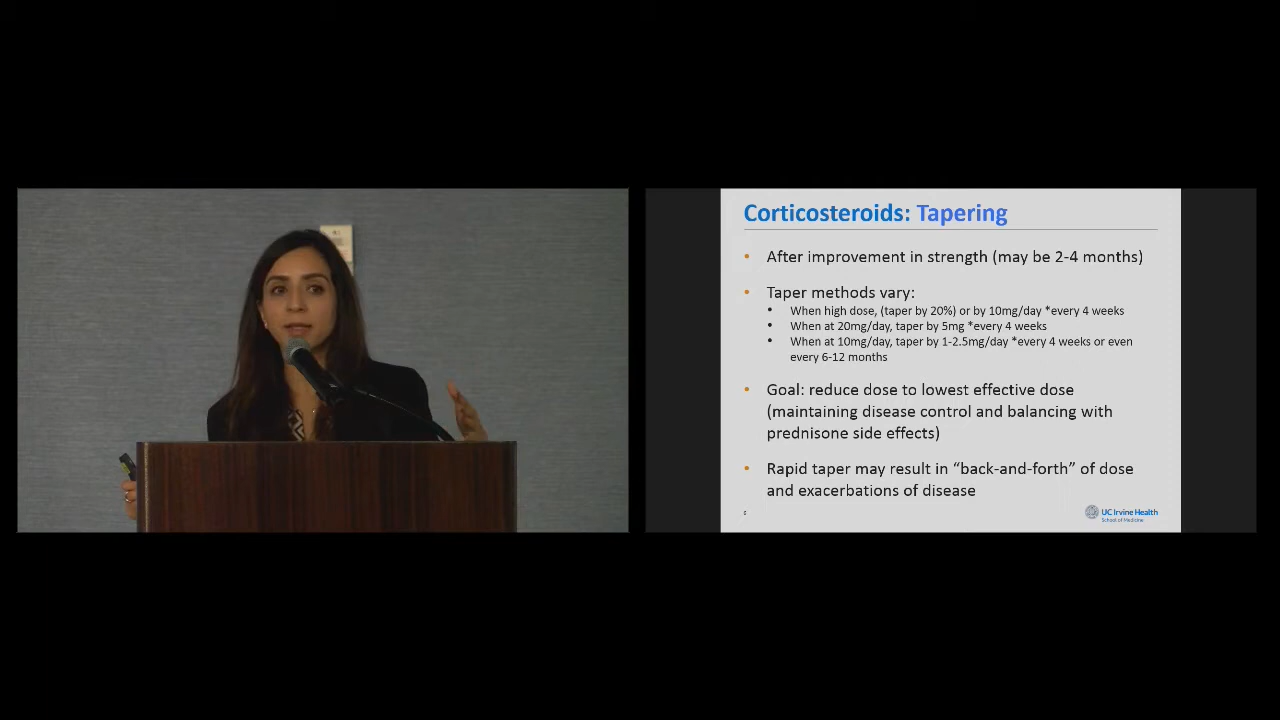 Corticosteroids: Tapering
• After improvement in strength (may be 2-4 months)
• Taper methods vary:
• When high dose, (taper by 20%) or by 10mg/day *every 4 weeks
• When at 20mg/day, taper by 5mg *every 4 weeks
• When at 10mg/day, taper by 1-2.5mg/day *every 4 weeks or even
every 6-12 months
• Goal: reduce dose to lowest effective dose
(maintaining disease control and balancing with
prednisone side effects)
• Rapid taper may result in “back-and-forth” of dose
and exacerbations of disease
UC Irvine Health
School of Medicine